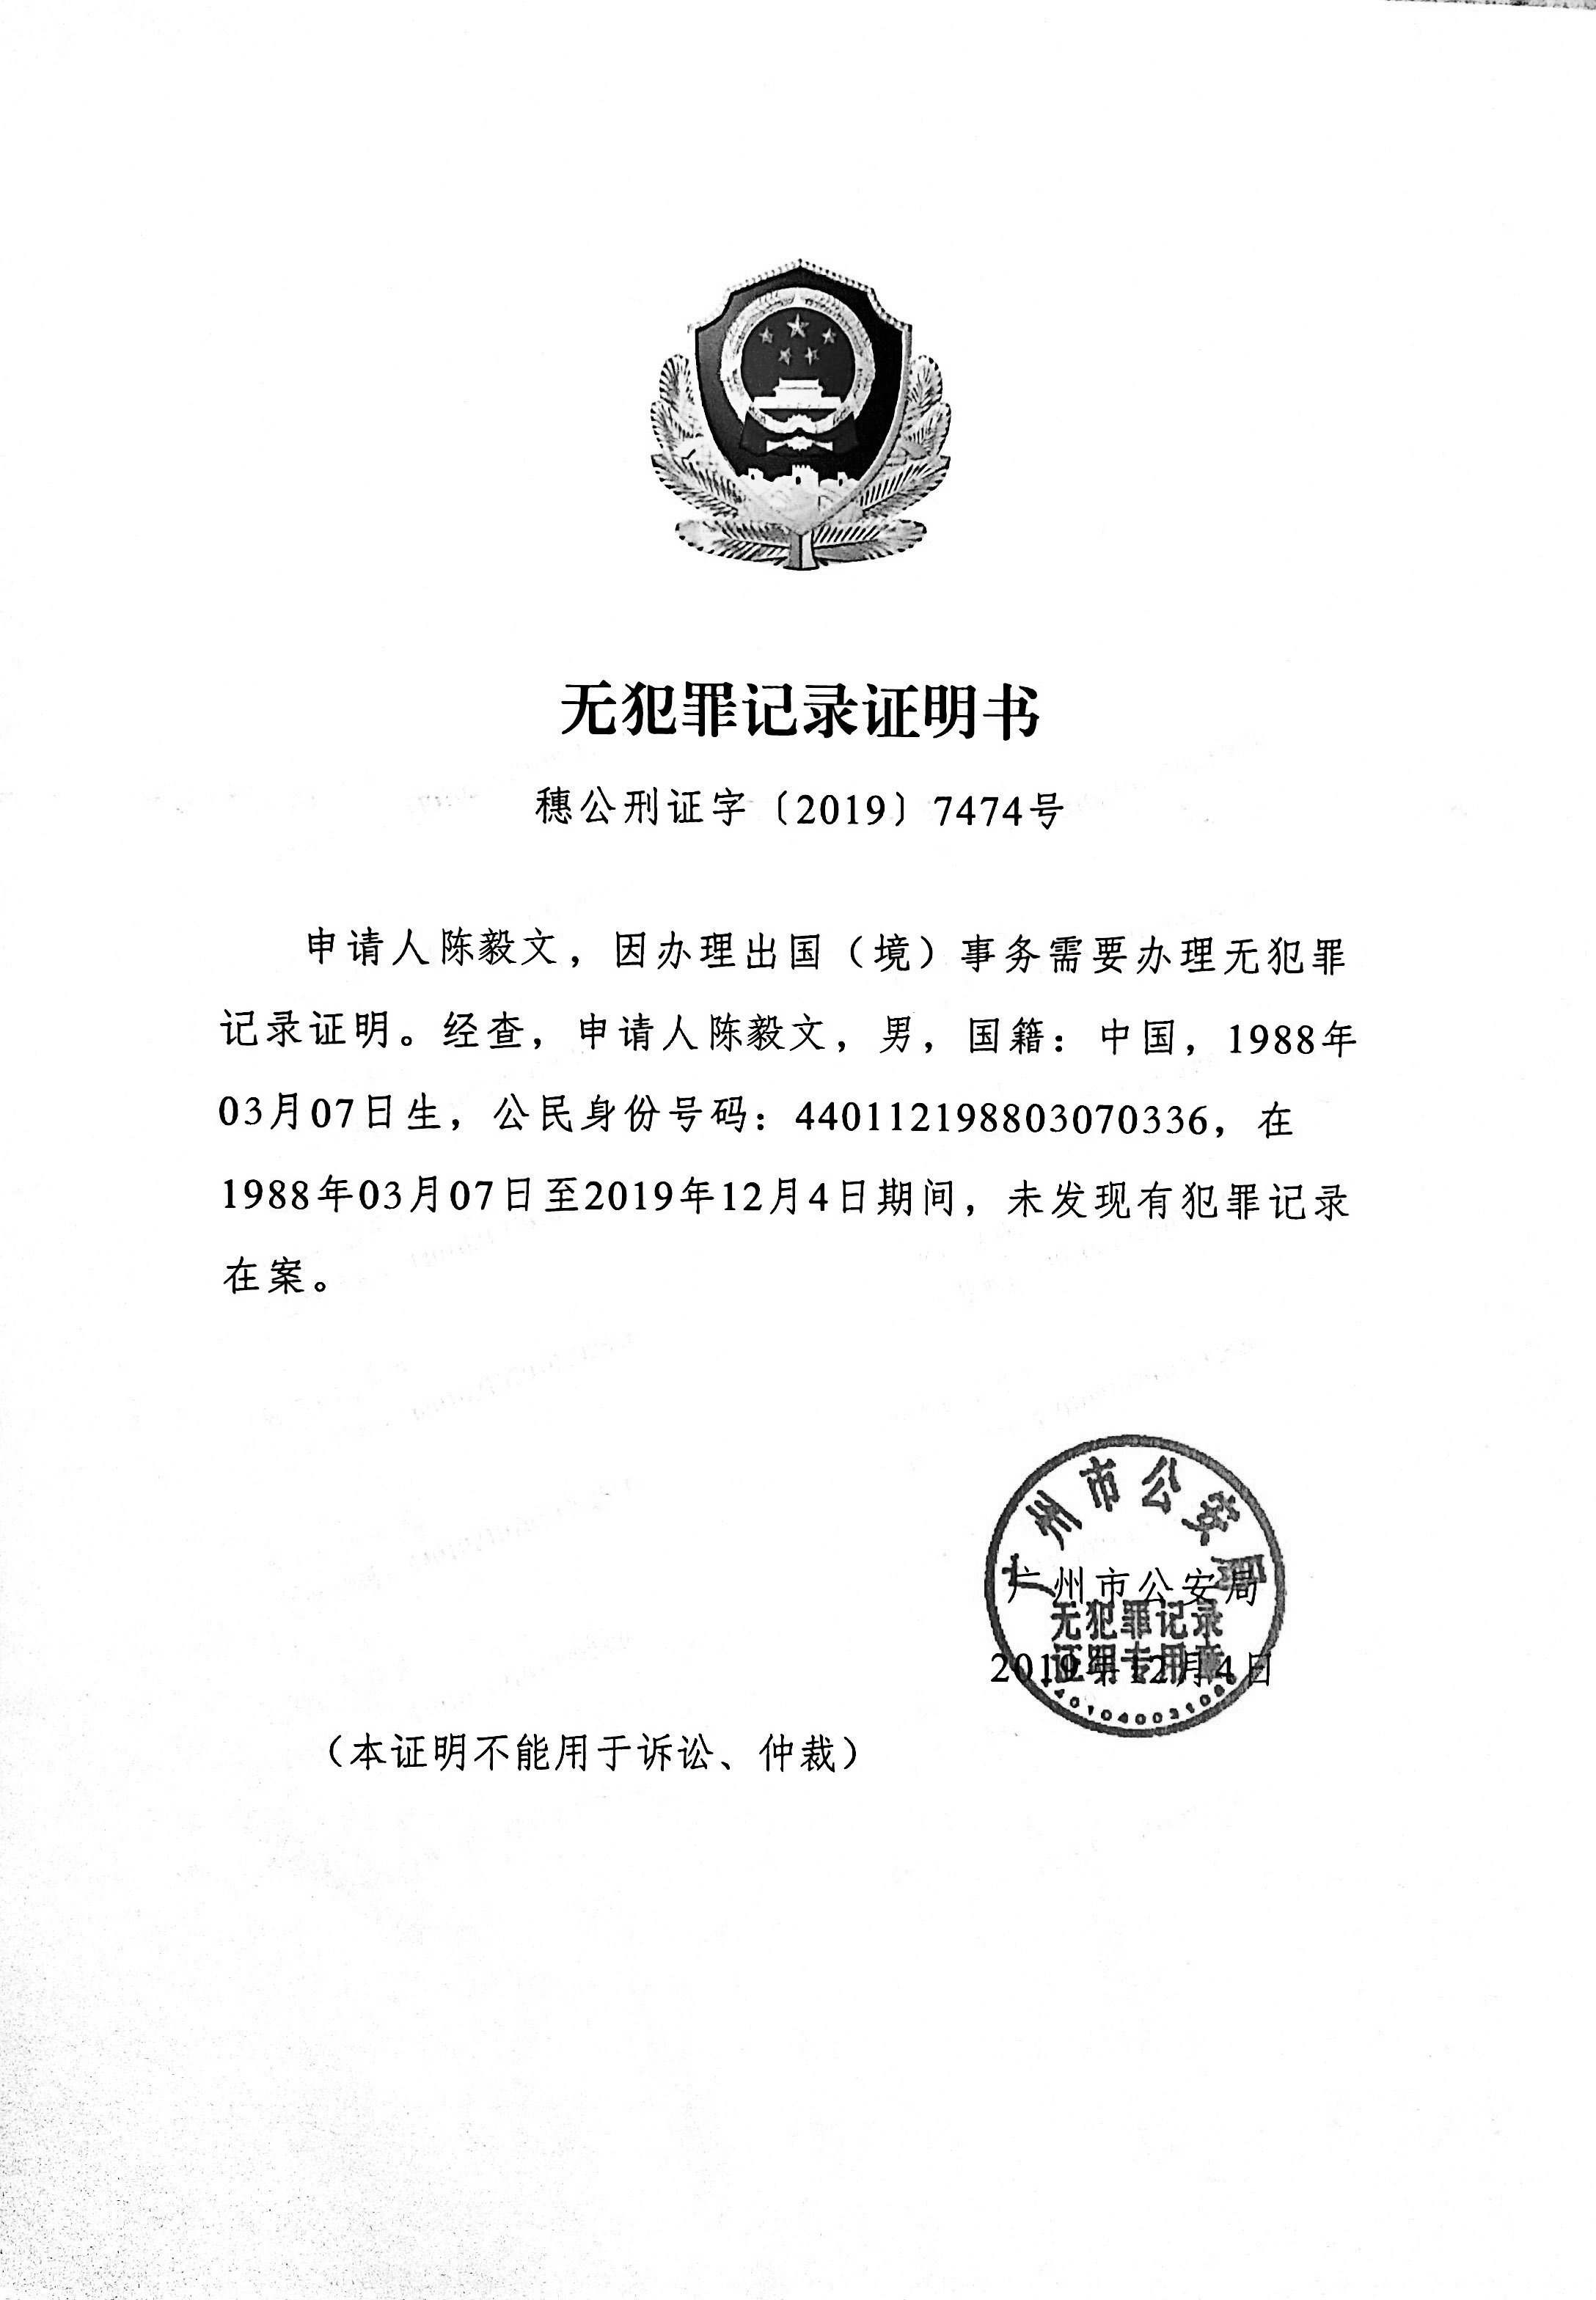 无犯罪记录证明书
穗公刑证字〔2019〕7474号
申请人陈毅文，因办理出国（境）事务需要办理无犯罪
记录证明。经查，申请人陈毅文，男，国籍：中国，1988年
03月07日生，公民身份号码：440112198803070336，在
1988年03月07日至2019年12月4日期间，未发现有犯罪记录
在案。
广州市公安局
广州市公安局
无犯罪记录
证明专用章
2019年12月4日
（本证明不能用于诉讼、仲裁）